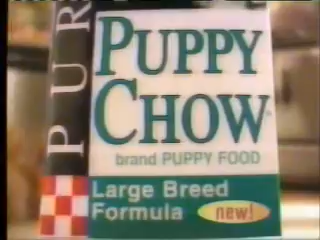 PUR
PUPPY
CHOW®
brand PUPPY FOOD
Large Breed
Formula new!